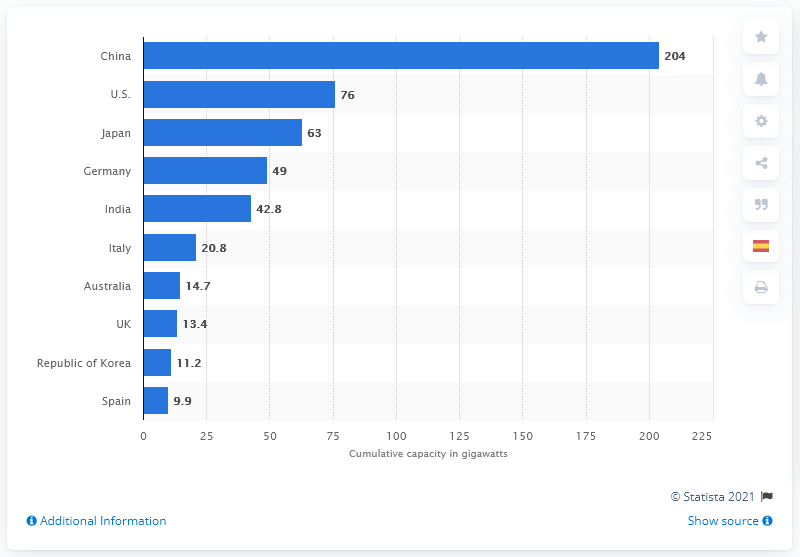 China 204
U.S. 76
Japan 63
Germany 49
India 42.8
Italy 20.8
Australia 14.7
UK 13.4
Republic of Korea 11.2
Spain 9.9
0 25 50 75 100 125 150 175 200 225
Cumulative capacity in gigawatts
© Statista 2021
Additional Information Show source